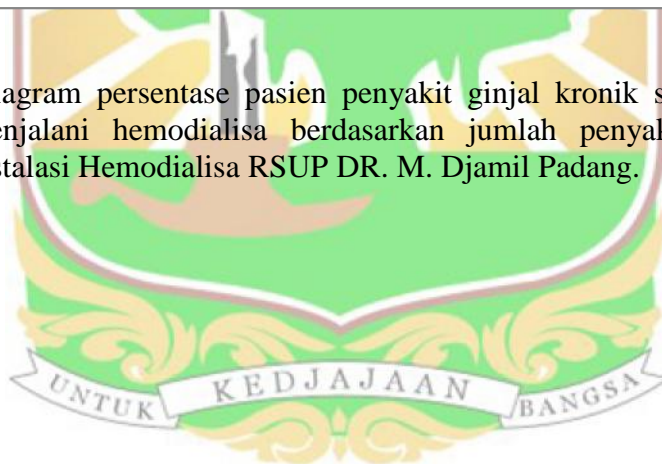 agram persentase pasien penyakit ginjal kronik s
enjalani hemodialisa berdasarkan jumlah penyak
stalasi Hemodialisa RSUP DR. M. Djamil Padang.
UNTUK KEDJAJAAN BANGSA